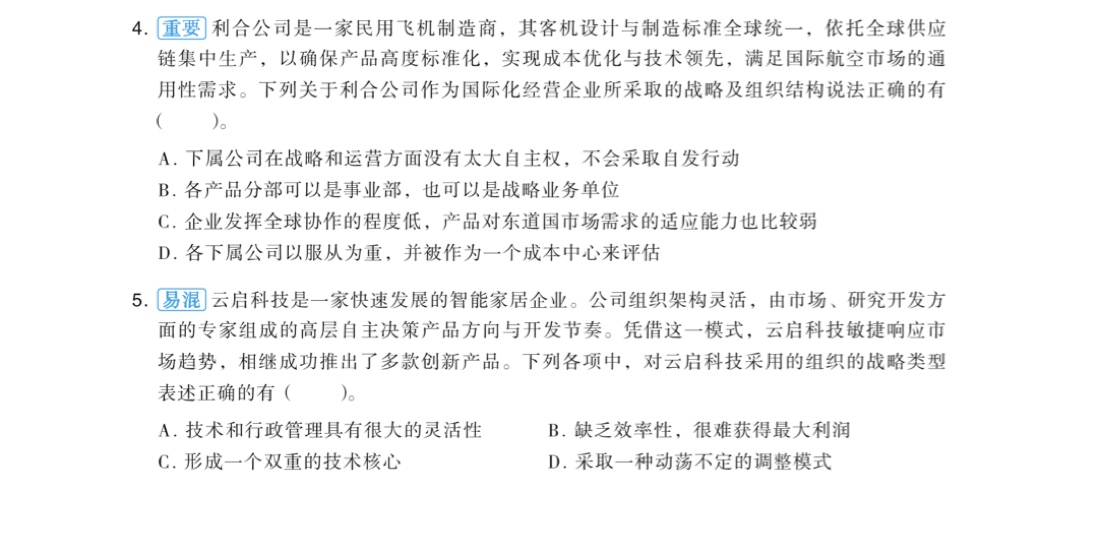 4. 重要 利合公司是一家民用飞机制造商，其客机设计与制造标准全球统一，依托全球供应
链集中生产，以确保产品高度标准化，实现成本优化与技术领先，满足国际航空市场的通
用性需求。下列关于利合公司作为国际化经营企业所采取的战略及组织结构说法正确的有
(　　)。
A. 下属公司在战略和运营方面没有太大自主权，不会采取自发行动
B. 各产品分部可以是事业部，也可以是战略业务单位
C. 企业发挥全球协作的程度低，产品对东道国市场需求的适应能力也比较弱
D. 各下属公司以服从为重，并被作为一个成本中心来评估
5. 易混 云启科技是一家快速发展的智能家居企业。公司组织架构灵活，由市场、研究开发方
面的专家组成的高层自主决策产品方向与开发节奏。凭借这一模式，云启科技敏捷响应市
场趋势，相继成功推出了多款创新产品。下列各项中，对云启科技采用的组织的战略类型
表述正确的有 (　　)。
A. 技术和行政管理具有很大的灵活性　　B. 缺乏效率性，很难获得最大利润
C. 形成一个双重的技术核心　　D. 采取一种动荡不定的调整模式